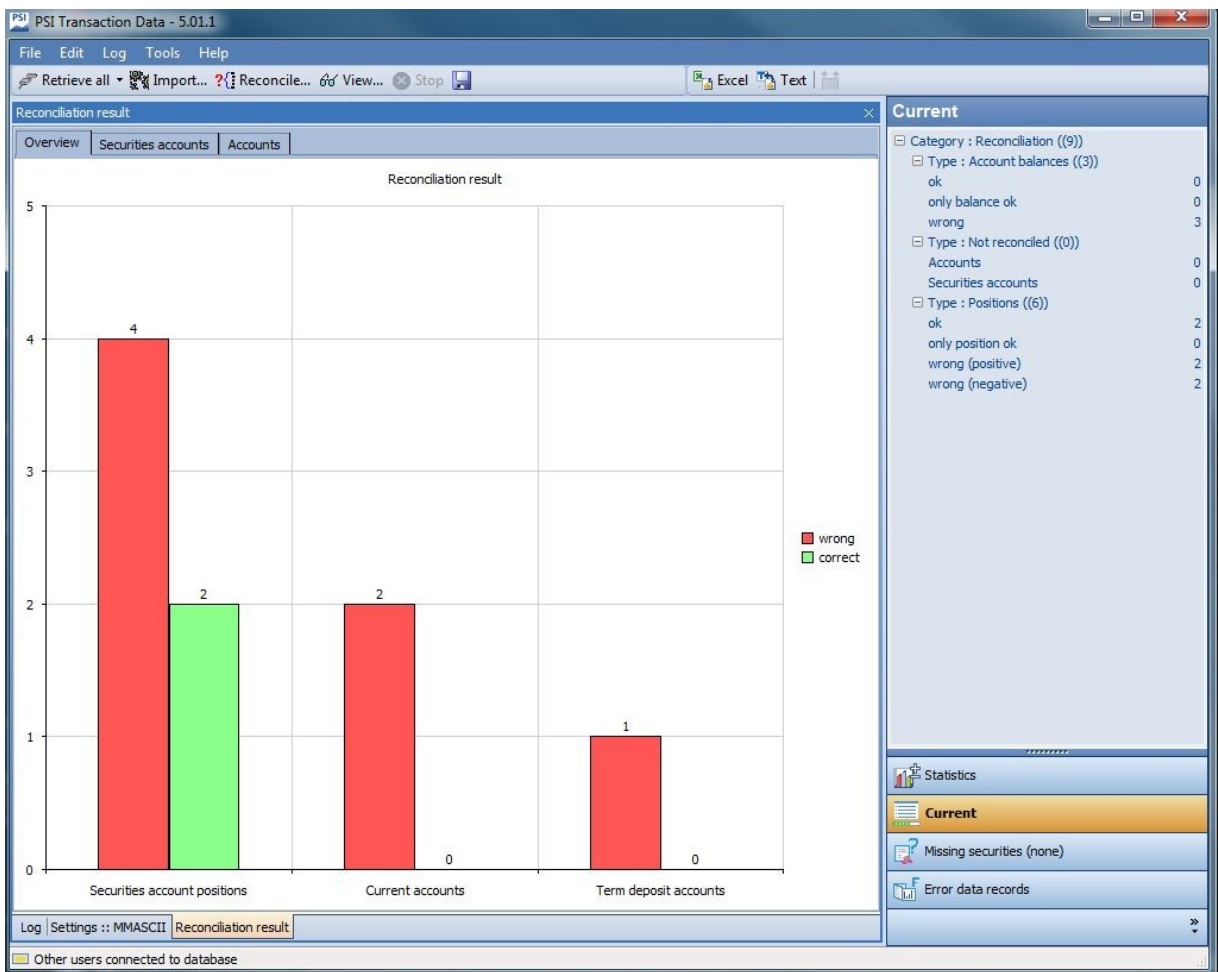 PSI PSI Transaction Data - 5.01.1
File Edit Log Tools Help
Retrieve all Import... ?{} Reconcile... View... Stop Excel Text
Reconciliation result
Overview Securities accounts Accounts
Reconciliation result
5
4
3
2
1
0
4
2
2
0
1
0
Securities account positions Current accounts Term deposit accounts
wrong
correct
Log Settings :: MMASCII Reconciliation result
Current
Category : Reconciliation ((9))
Type : Account balances ((3))
ok 0
only balance ok 0
wrong 3
Type : Not reconciled ((0))
Accounts 0
Securities accounts 0
Type : Positions ((6))
ok 2
only position ok 0
wrong (positive) 2
wrong (negative) 2
Statistics
Current
Missing securities (none)
Error data records
»
Other users connected to database